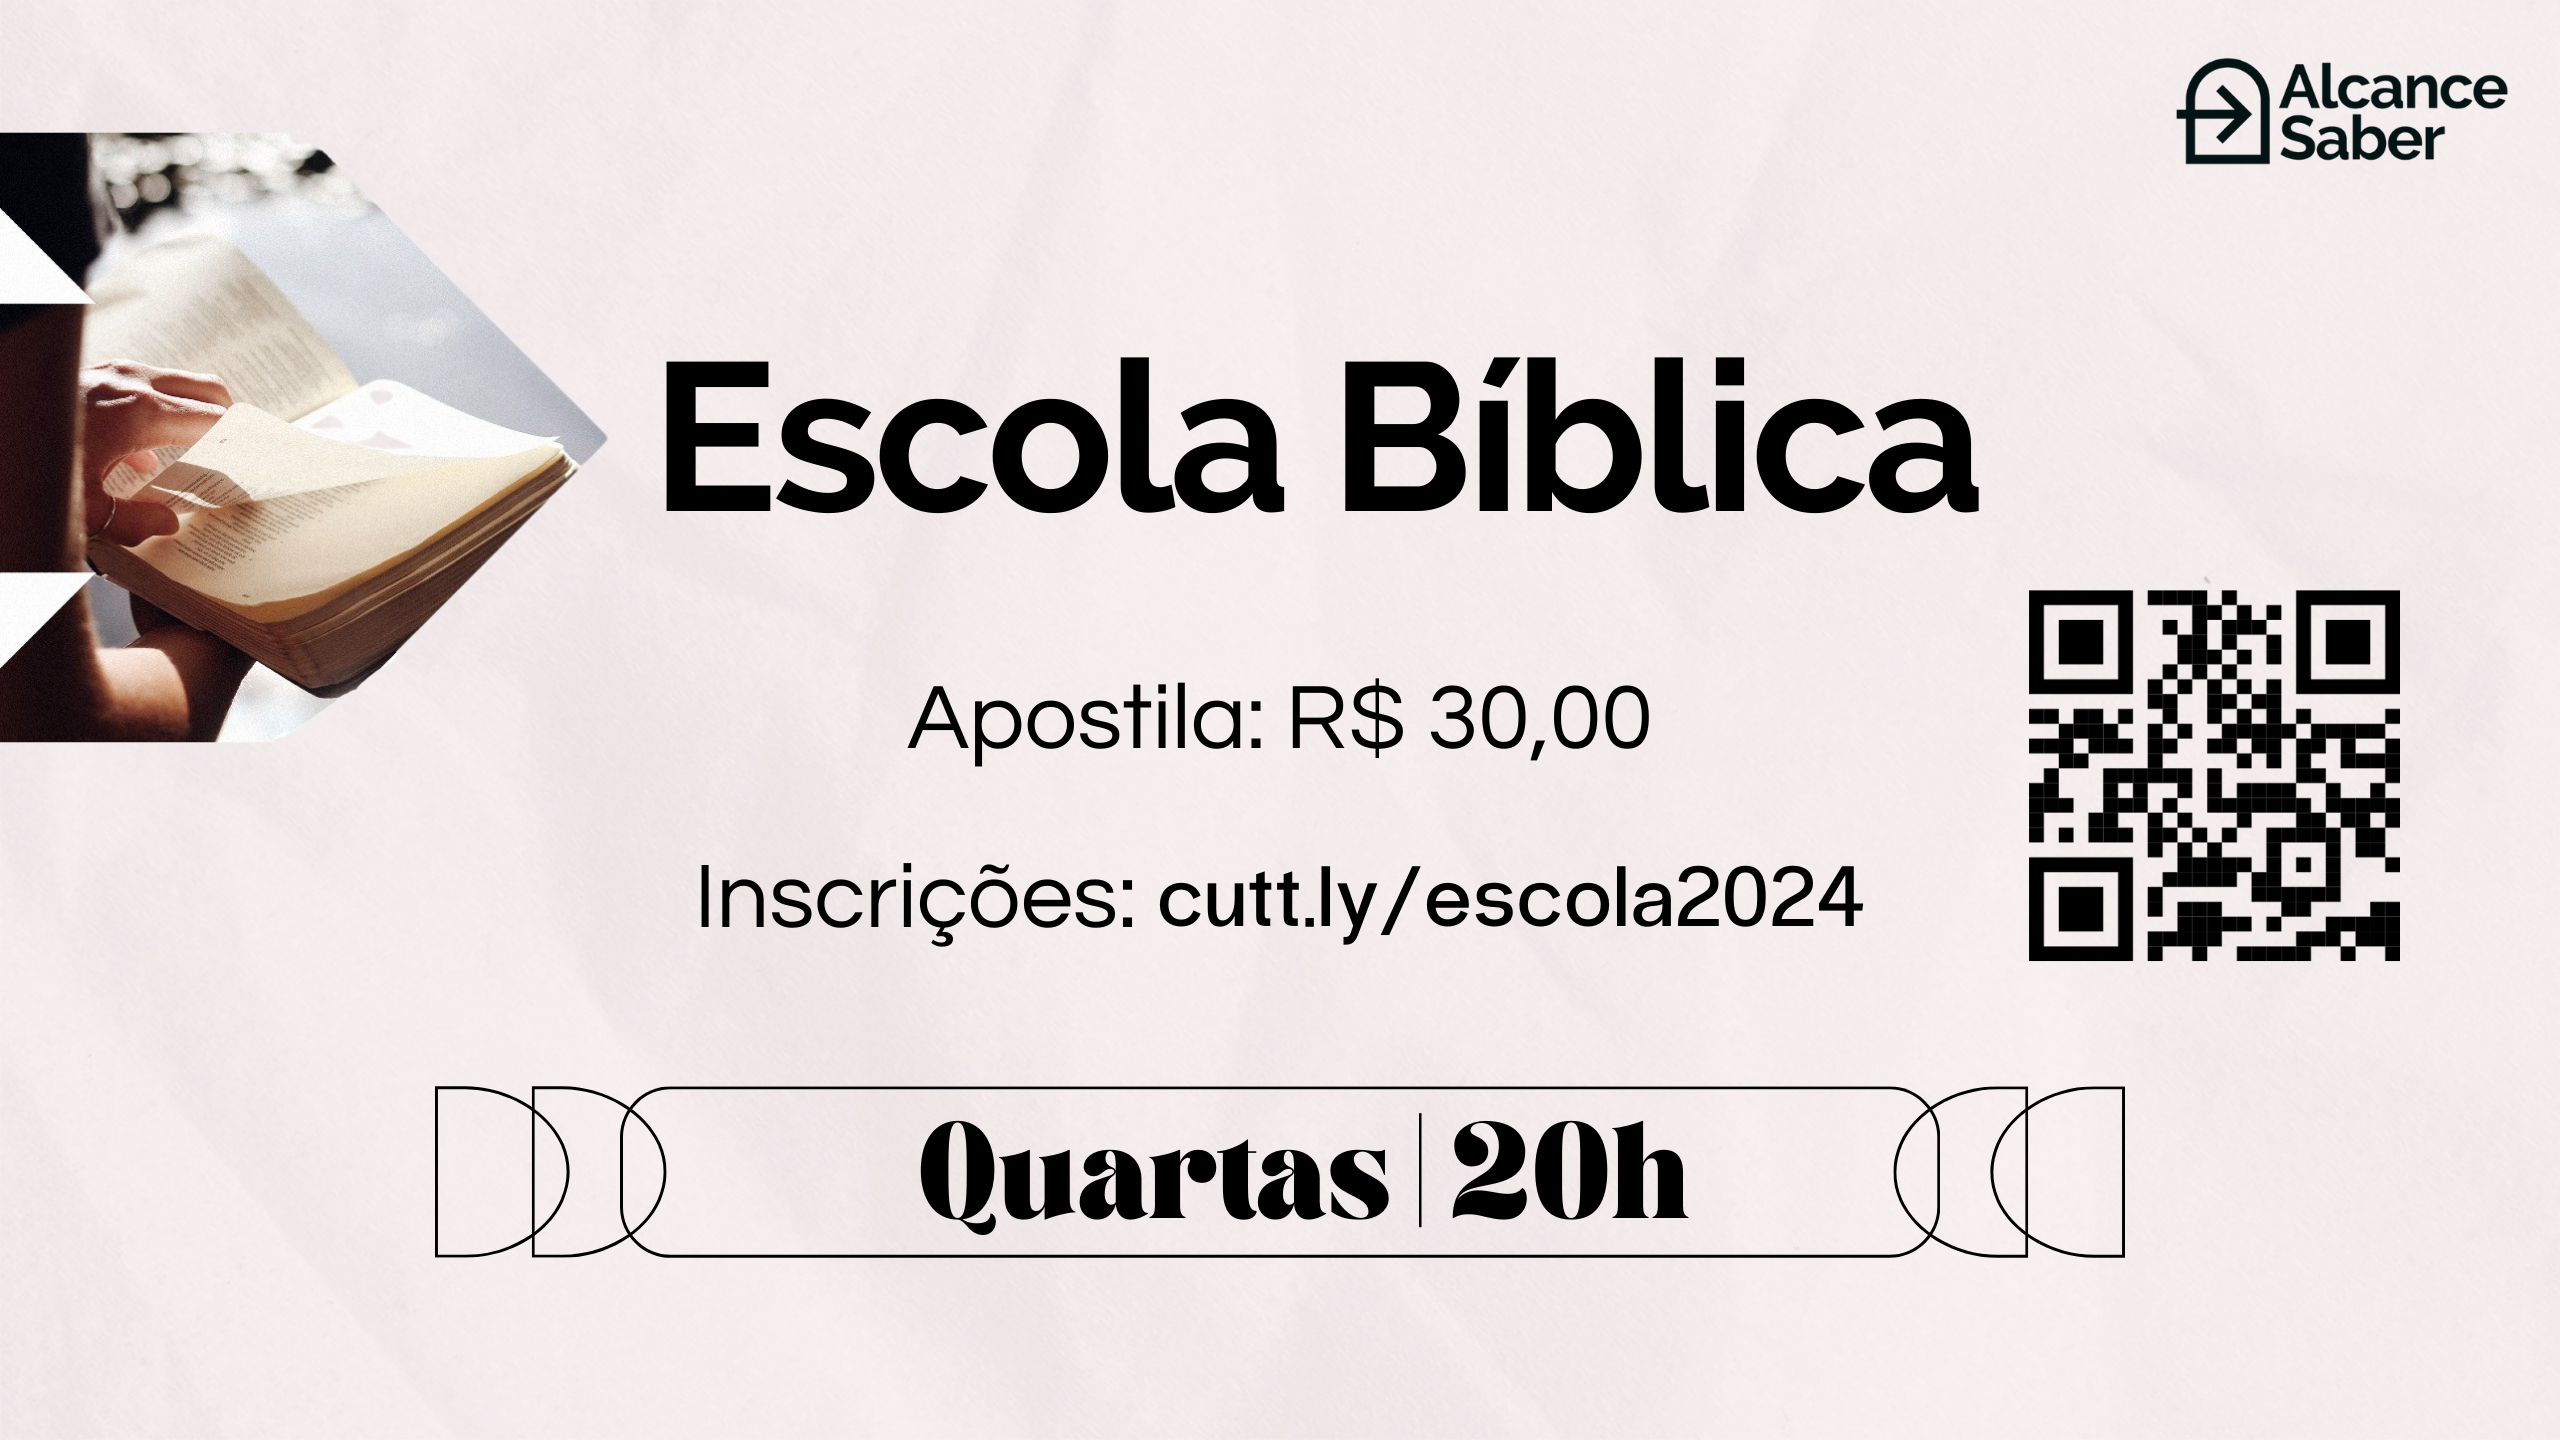 Alcance
Saber
Escola Bíblica
Apostila: R$ 30,00
Inscrições: cutt.ly/escola2024
Quartas | 20h